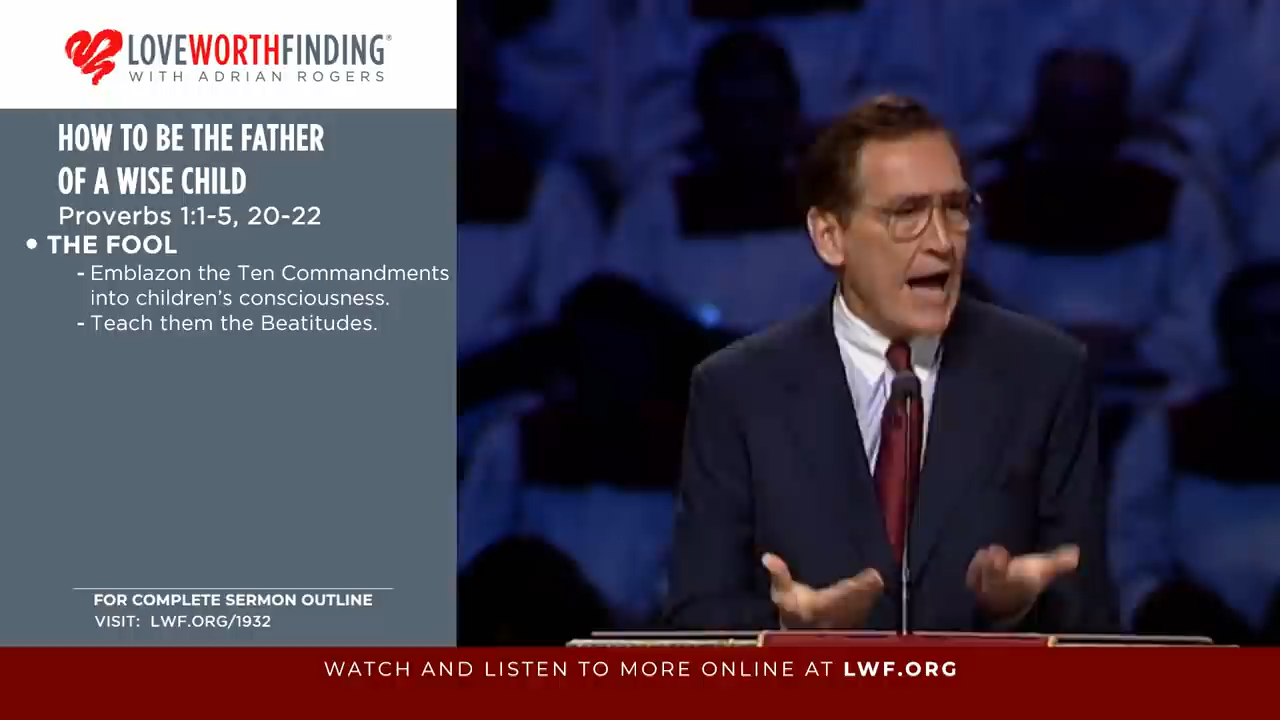 LOVEWORTHFINDING®
WITH ADRIAN ROGERS
HOW TO BE THE FATHER
OF A WISE CHILD
Proverbs 1:1-5, 20-22
• THE FOOL
- Emblazon the Ten Commandments
into children's consciousness.
- Teach them the Beatitudes.
FOR COMPLETE SERMON OUTLINE
VISIT: LWF.ORG/1932
WATCH AND LISTEN TO MORE ONLINE AT LWF.ORG